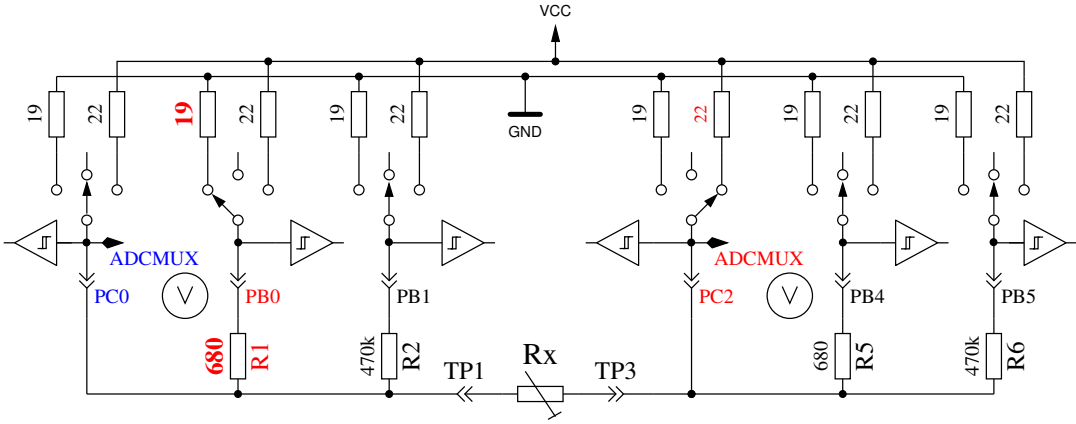 VCC
19
22
19
22
19
22
GND
19
22
19
22
19
22
ADCMUX
ADCMUX
PC0
V
PB0
PB1
PC2
V
PB4
PB5
680
R1
470k
R2
TP1
Rx
TP3
680
R5
470k
R6